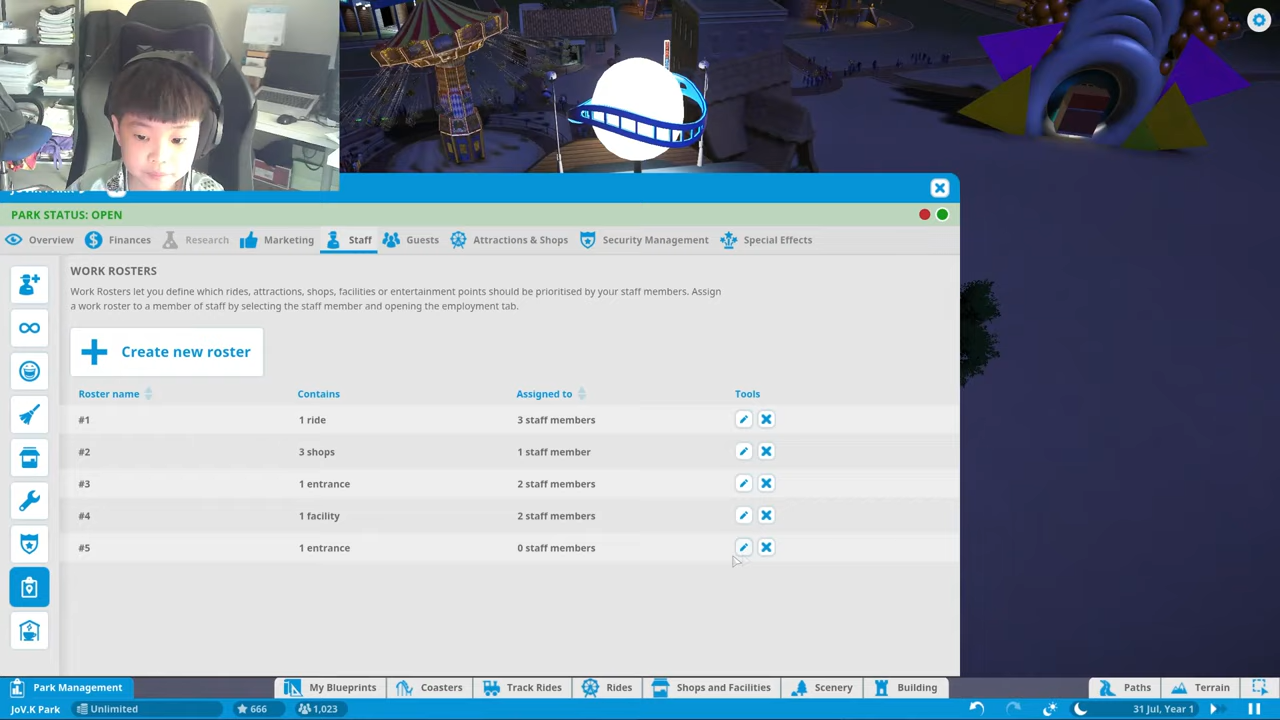 PARK STATUS: OPEN
Overview Finances Research Marketing Staff Guests Attractions & Shops Security Management Special Effects
WORK ROSTERS
Work Rosters let you define which rides, attractions, shops, facilities or entertainment points should be prioritised by your staff members. Assign
a work roster to a member of staff by selecting the staff member and opening the employment tab.
Create new roster
Roster name Contains Assigned to Tools
#1 1 ride 3 staff members
#2 3 shops 1 staff member
#3 1 entrance 2 staff members
#4 1 facility 2 staff members
#5 1 entrance 0 staff members
Park Management My Blueprints Coasters Track Rides Rides Shops and Facilities Scenery Building Paths Terrain
JoV.K Park Unlimited 666 1,023 31 Jul, Year 1